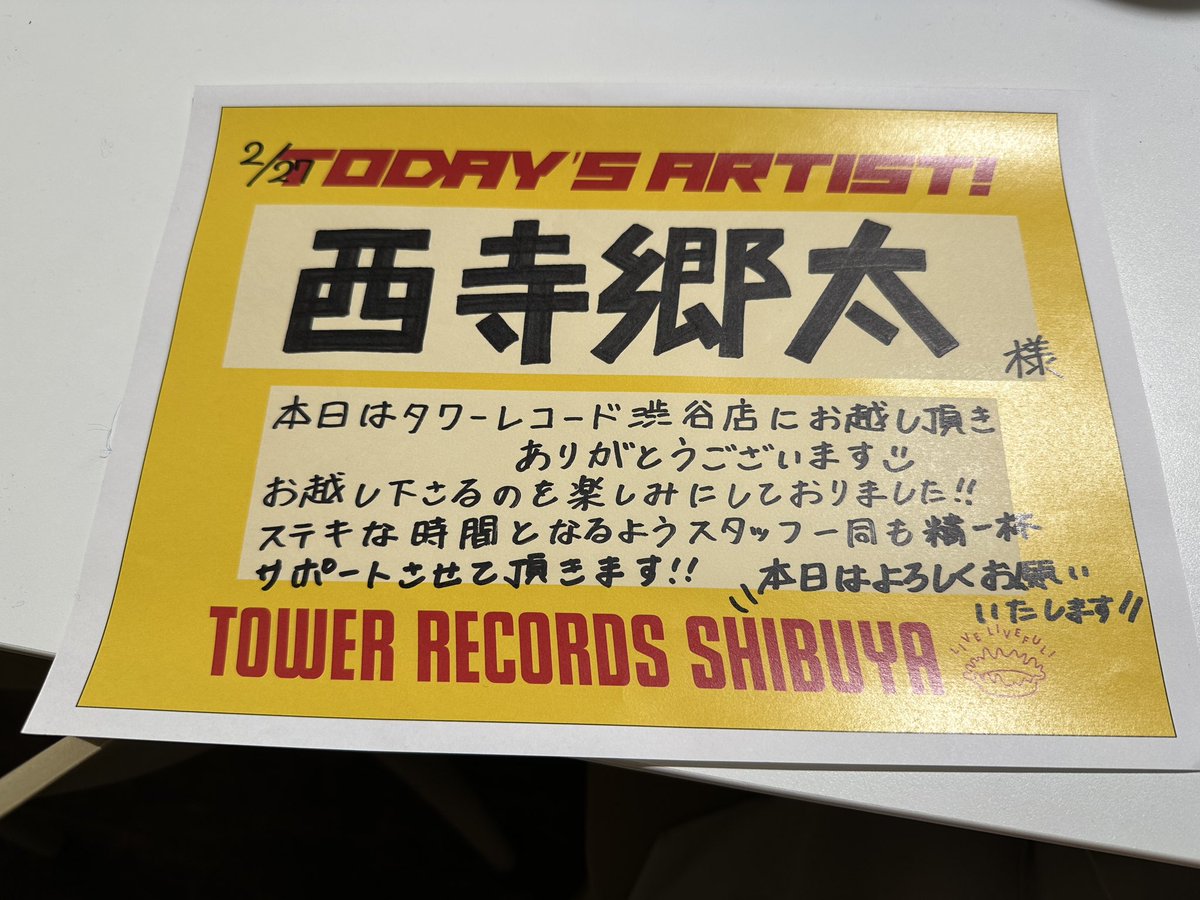 2/27
TODAY'S ARTIST!
西寺郷太
様
本日はタワーレコード渋谷店にお越し頂き
ありがとうございます
お越し下さるのを楽しみにしておりました!!
ステキな時間となるようスタッフ一同も精一杯
サポートさせて頂きます!!
本日はよろしくお願い
いたします!!
TOWER RECORDS SHIBUYA
LIVE LIVEFUL!